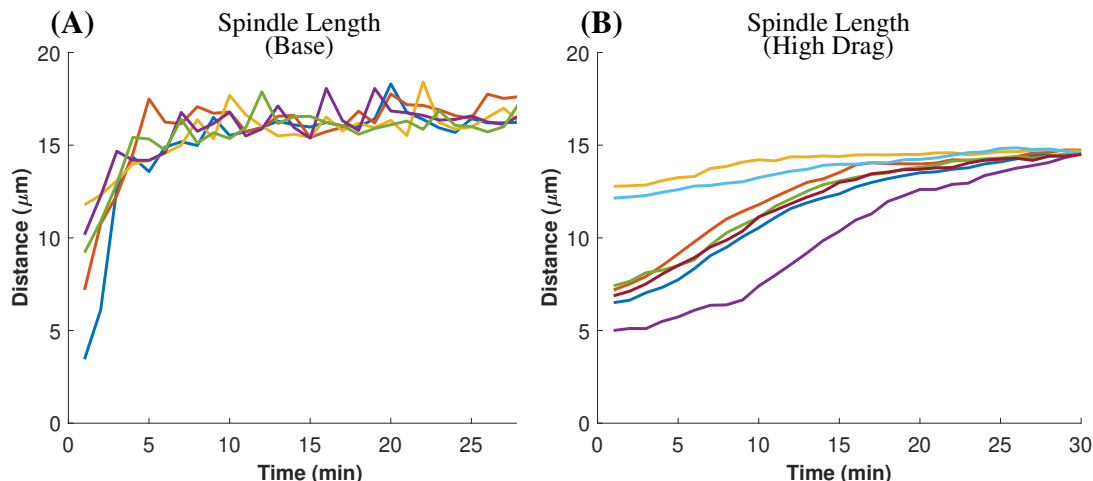 (A)
Spindle Length
(Base)
20
15
10
5
0
Distance (μm)
0 5 10 15 20 25
Time (min)
(B)
Spindle Length
(High Drag)
20
15
10
5
0
Distance (μm)
0 5 10 15 20 25 30
Time (min)